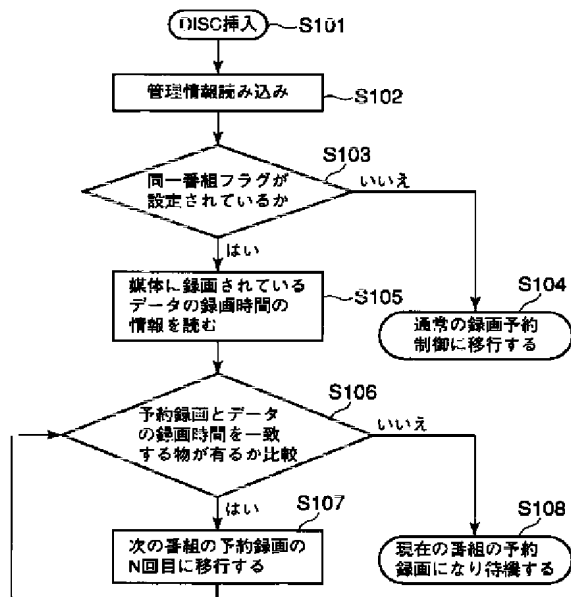 DISC挿入
S101
管理情報読み込み
S102
同一番組フラグが
設定されているか
S103
いいえ
はい
通常の録画予約
制御に移行する
S104
媒体に録画されている
データの録画時間の
情報を読む
S105
予約録画とデータ
の録画時間を一致
する物が有るか比較
S106
いいえ
はい
次の番組の予約録画の
N回目に移行する
S107
現在の番組の予約
録画になり待機する
S108